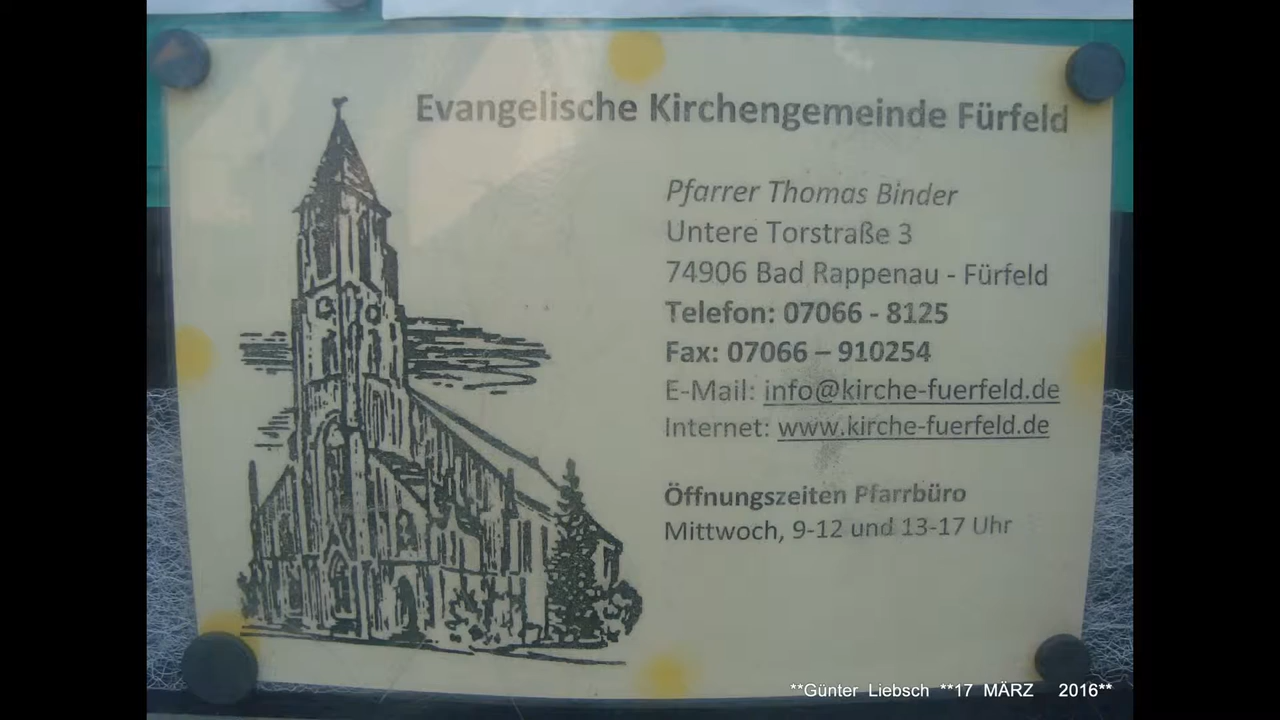 Evangelische Kirchengemeinde Fürfeld
Pfarrer Thomas Binder
Untere Torstraße 3
74906 Bad Rappenau - Fürfeld
Telefon: 07066 - 8125
Fax: 07066 – 910254
E-Mail: info@kirche-fuerfeld.de
Internet: www.kirche-fuerfeld.de
Öffnungszeiten Pfarrbüro
Mittwoch, 9-12 und 13-17 Uhr
**Günter Liebsch **17 MÄRZ 2016**